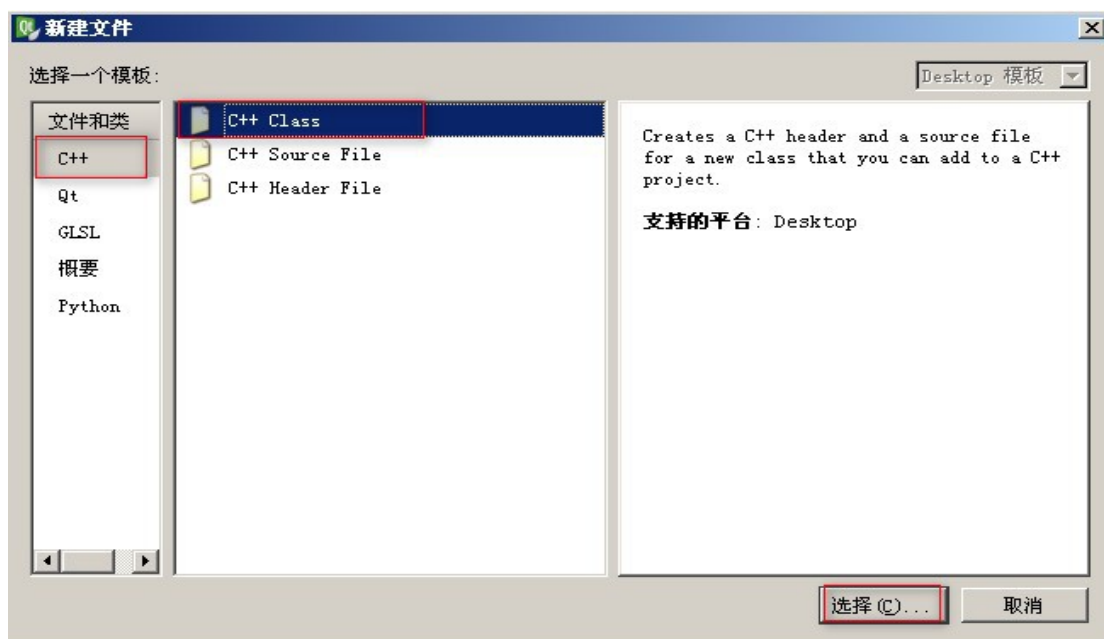 新建文件
选择一个模板:
Desktop 模板
文件和类
C++
Qt
GLSL
概要
Python
C++ Class
C++ Source File
C++ Header File
Creates a C++ header and a source file
for a new class that you can add to a C++
project.
支持的平台: Desktop
选择(C)...
取消